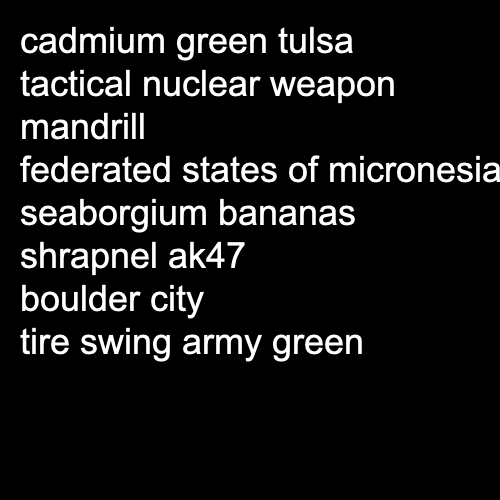 cadmium green tulsa
tactical nuclear weapon
mandrill
federated states of micronesia
seaborgium bananas
shrapnel ak47
boulder city
tire swing army green